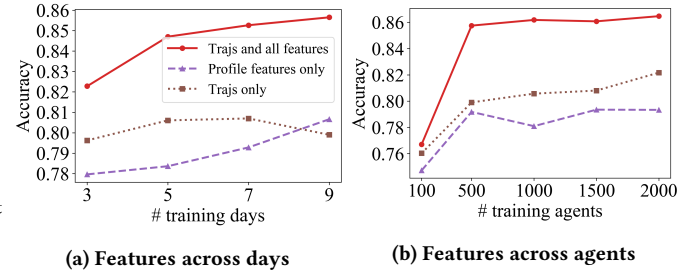 0.86
0.85
0.84
0.83
0.82
0.81
0.80
0.79
0.78
Accuracy
Trajs and all features
Profile features only
Trajs only
3 5 7 9
# training days
(a) Features across days
0.86
0.84
0.82
0.80
0.78
0.76
Accuracy
100 500 1000 1500 2000
# training agents
(b) Features across agents